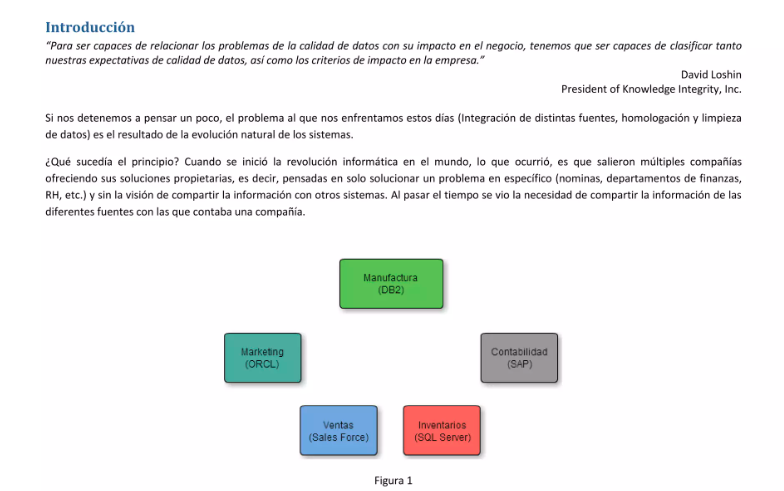 Introducción
“Para ser capaces de relacionar los problemas de la calidad de datos con su impacto en el negocio, tenemos que ser capaces de clasificar tanto
nuestras expectativas de calidad de datos, así como los criterios de impacto en la empresa.”
David Loshin
President of Knowledge Integrity, Inc.
Si nos detenemos a pensar un poco, el problema al que nos enfrentamos estos días (Integración de distintas fuentes, homologación y limpieza
de datos) es el resultado de la evolución natural de los sistemas.
¿Qué sucedía el principio? Cuando se inició la revolución informática en el mundo, lo que ocurrió, es que salieron múltiples compañías
ofreciendo sus soluciones propietarias, es decir, pensadas en solo solucionar un problema en específico (nominas, departamentos de finanzas,
RH, etc.) y sin la visión de compartir la información con otros sistemas. Al pasar el tiempo se vio la necesidad de compartir la información de las
diferentes fuentes con las que contaba una compañía.
Manufactura
(DB2)
Marketing
(ORCL)
Contabilidad
(SAP)
Ventas
(Sales Force)
Inventarios
(SQL Server)
Figura 1